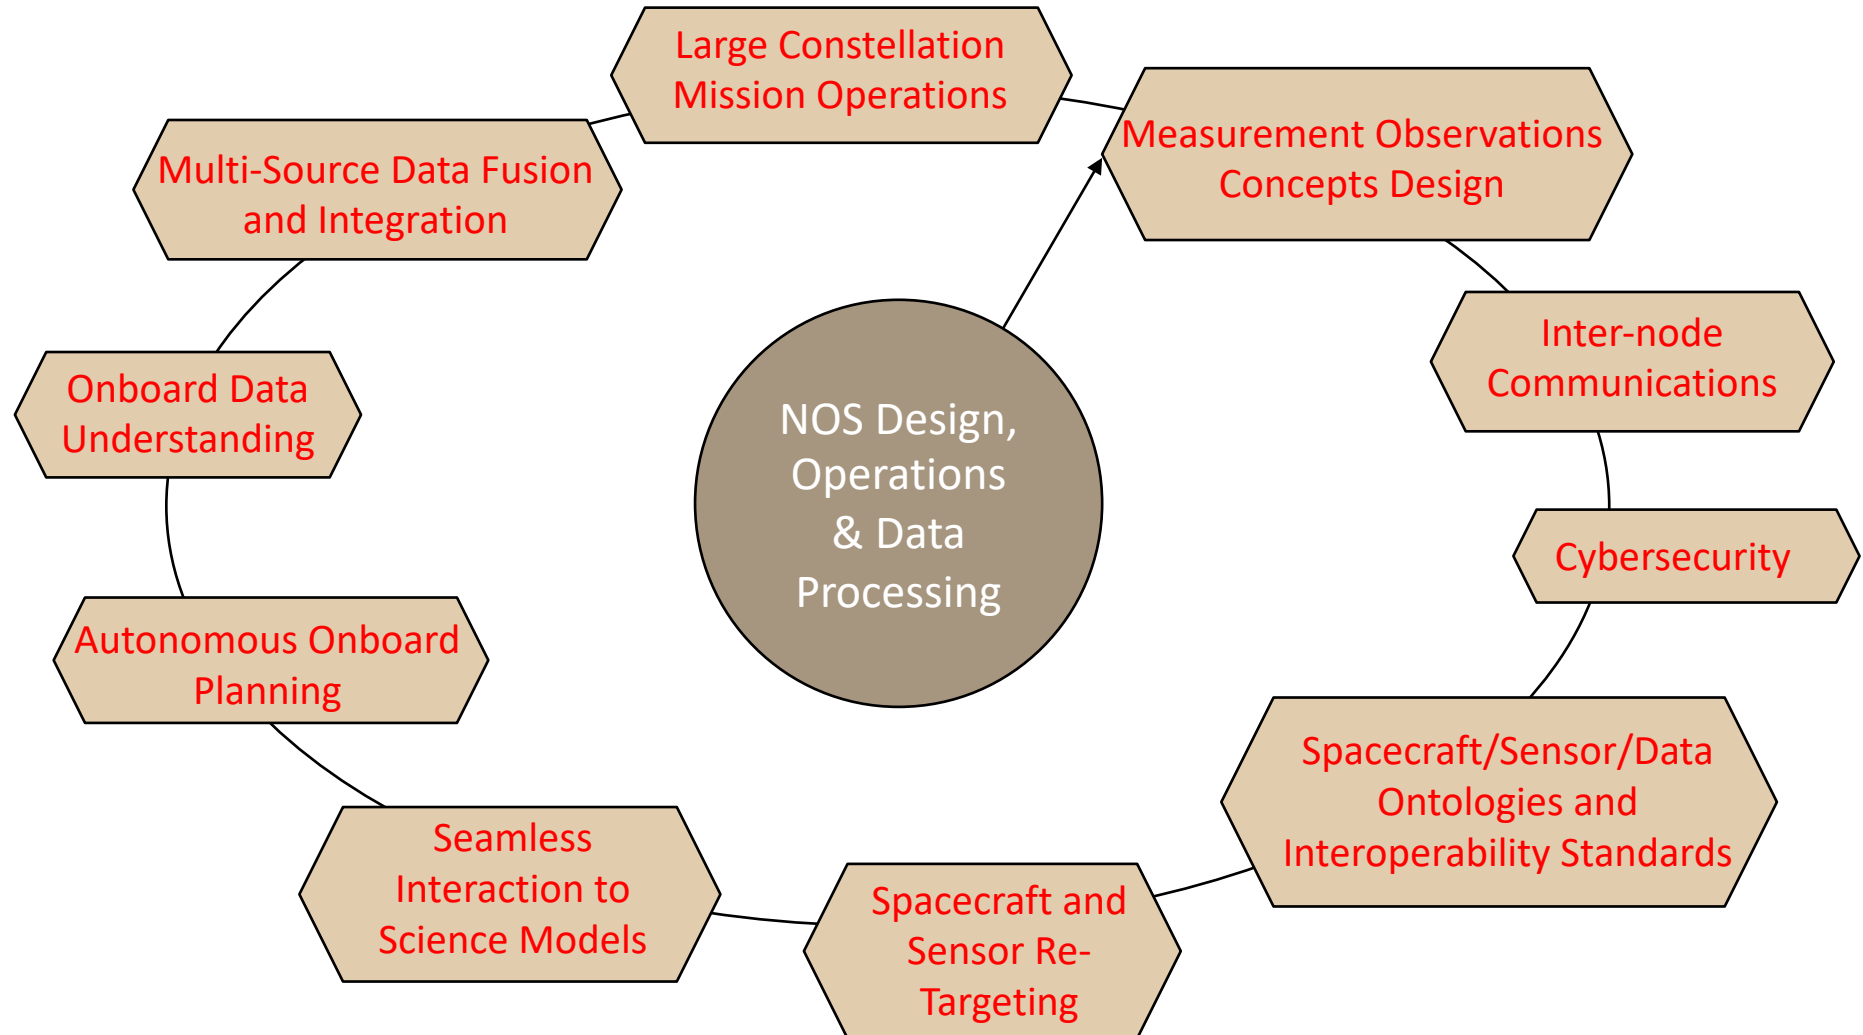 Large Constellation
Mission Operations
Measurement Observations
Concepts Design
Multi-Source Data Fusion
and Integration
Inter-node
Communications
Onboard Data
Understanding
NOS Design,
Operations
& Data
Processing
Cybersecurity
Autonomous Onboard
Planning
Spacecraft/Sensor/Data
Ontologies and
Interoperability Standards
Seamless
Interaction to
Science Models
Spacecraft and
Sensor Re-
Targeting